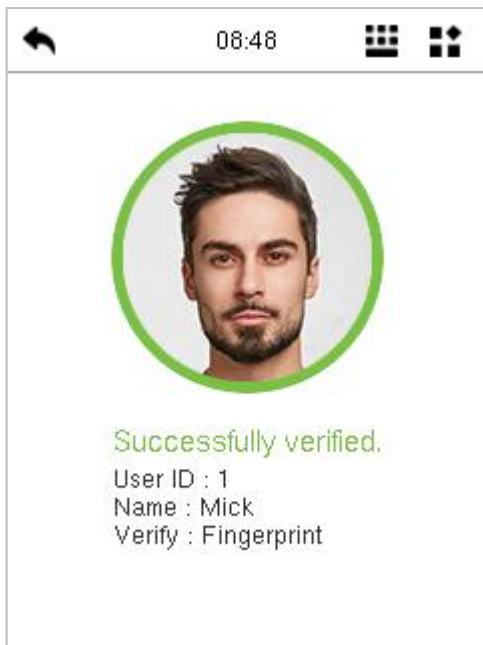 08:48
Successfully verified.
User ID : 1
Name : Mick
Verify : Fingerprint